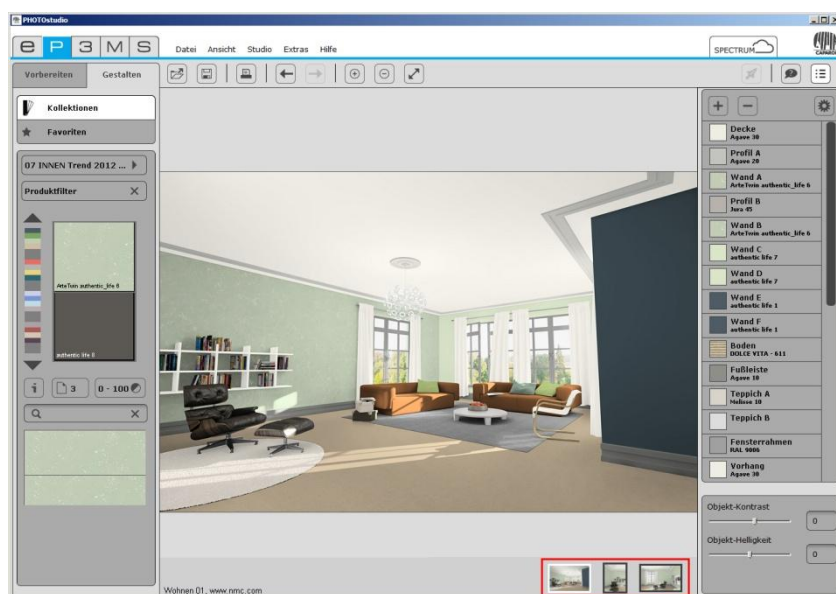 PHOTOstudio
e P 3 M S
Datei Ansicht Studio Extras Hilfe
SPECTRUM
CAPAROL
Vorbereiten Gestalten
Kollektionen
Favoriten
07 INNEN Trend 2012 ...
Produktfilter
ArteTwin authentic_life 6
authentic life 8
i 3 0 - 100
Decke
Agave 30
Profil A
Agave 20
Wand A
ArteTwin authentic_life 6
Profil B
Jura 45
Wand B
ArteTwin authentic_life 6
Wand C
authentic life 7
Wand D
authentic life 7
Wand E
authentic life 1
Wand F
authentic life 1
Boden
DOLCE VITA - 611
Fußleiste
Agave 10
Teppich A
Melisse 10
Teppich B
Fensterrahmen
RAL 9006
Vorhang
Agave 30
Objekt-Kontrast
0
Objekt-Helligkeit
0
Wohnen 01, www.nmc.com